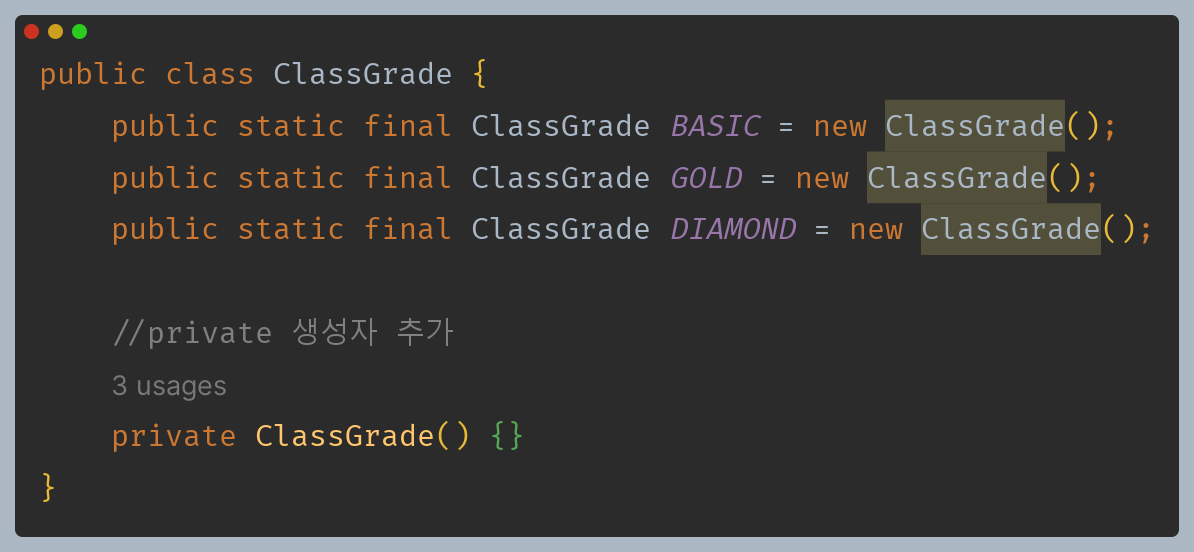 public class ClassGrade {
    public static final ClassGrade BASIC = new ClassGrade();
    public static final ClassGrade GOLD = new ClassGrade();
    public static final ClassGrade DIAMOND = new ClassGrade();
    //private 생성자 추가
    3 usages
    private ClassGrade() {}
}